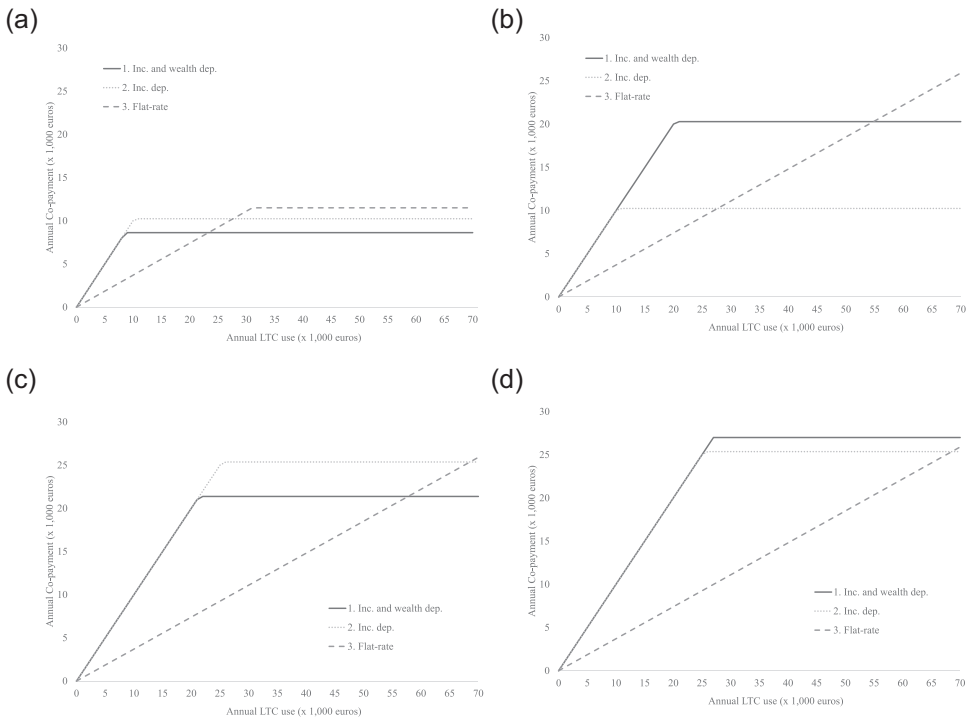 (a)
Annual Co-payment (x 1,000 euros)
30
25
20
15
10
5
0
1. Inc. and wealth dep.
2. Inc. dep.
3. Flat-rate
0 5 10 15 20 25 30 35 40 45 50 55 60 65 70
Annual LTC use (x 1,000 euros)
(b)
Annual Co-payment (x 1,000 euros)
30
25
20
15
10
5
0
1. Inc. and wealth dep.
2. Inc. dep.
3. Flat-rate
0 5 10 15 20 25 30 35 40 45 50 55 60 65 70
Annual LTC use (x 1,000 euros)
(c)
Annual Co-payment (x 1,000 euros)
30
25
20
15
10
5
0
1. Inc. and wealth dep.
2. Inc. dep.
3. Flat-rate
0 5 10 15 20 25 30 35 40 45 50 55 60 65 70
Annual LTC use (x 1,000 euros)
(d)
Annual Co-payment (x 1,000 euros)
30
25
20
15
10
5
0
1. Inc. and wealth dep.
2. Inc. dep.
3. Flat-rate
0 5 10 15 20 25 30 35 40 45 50 55 60 65 70
Annual LTC use (x 1,000 euros)